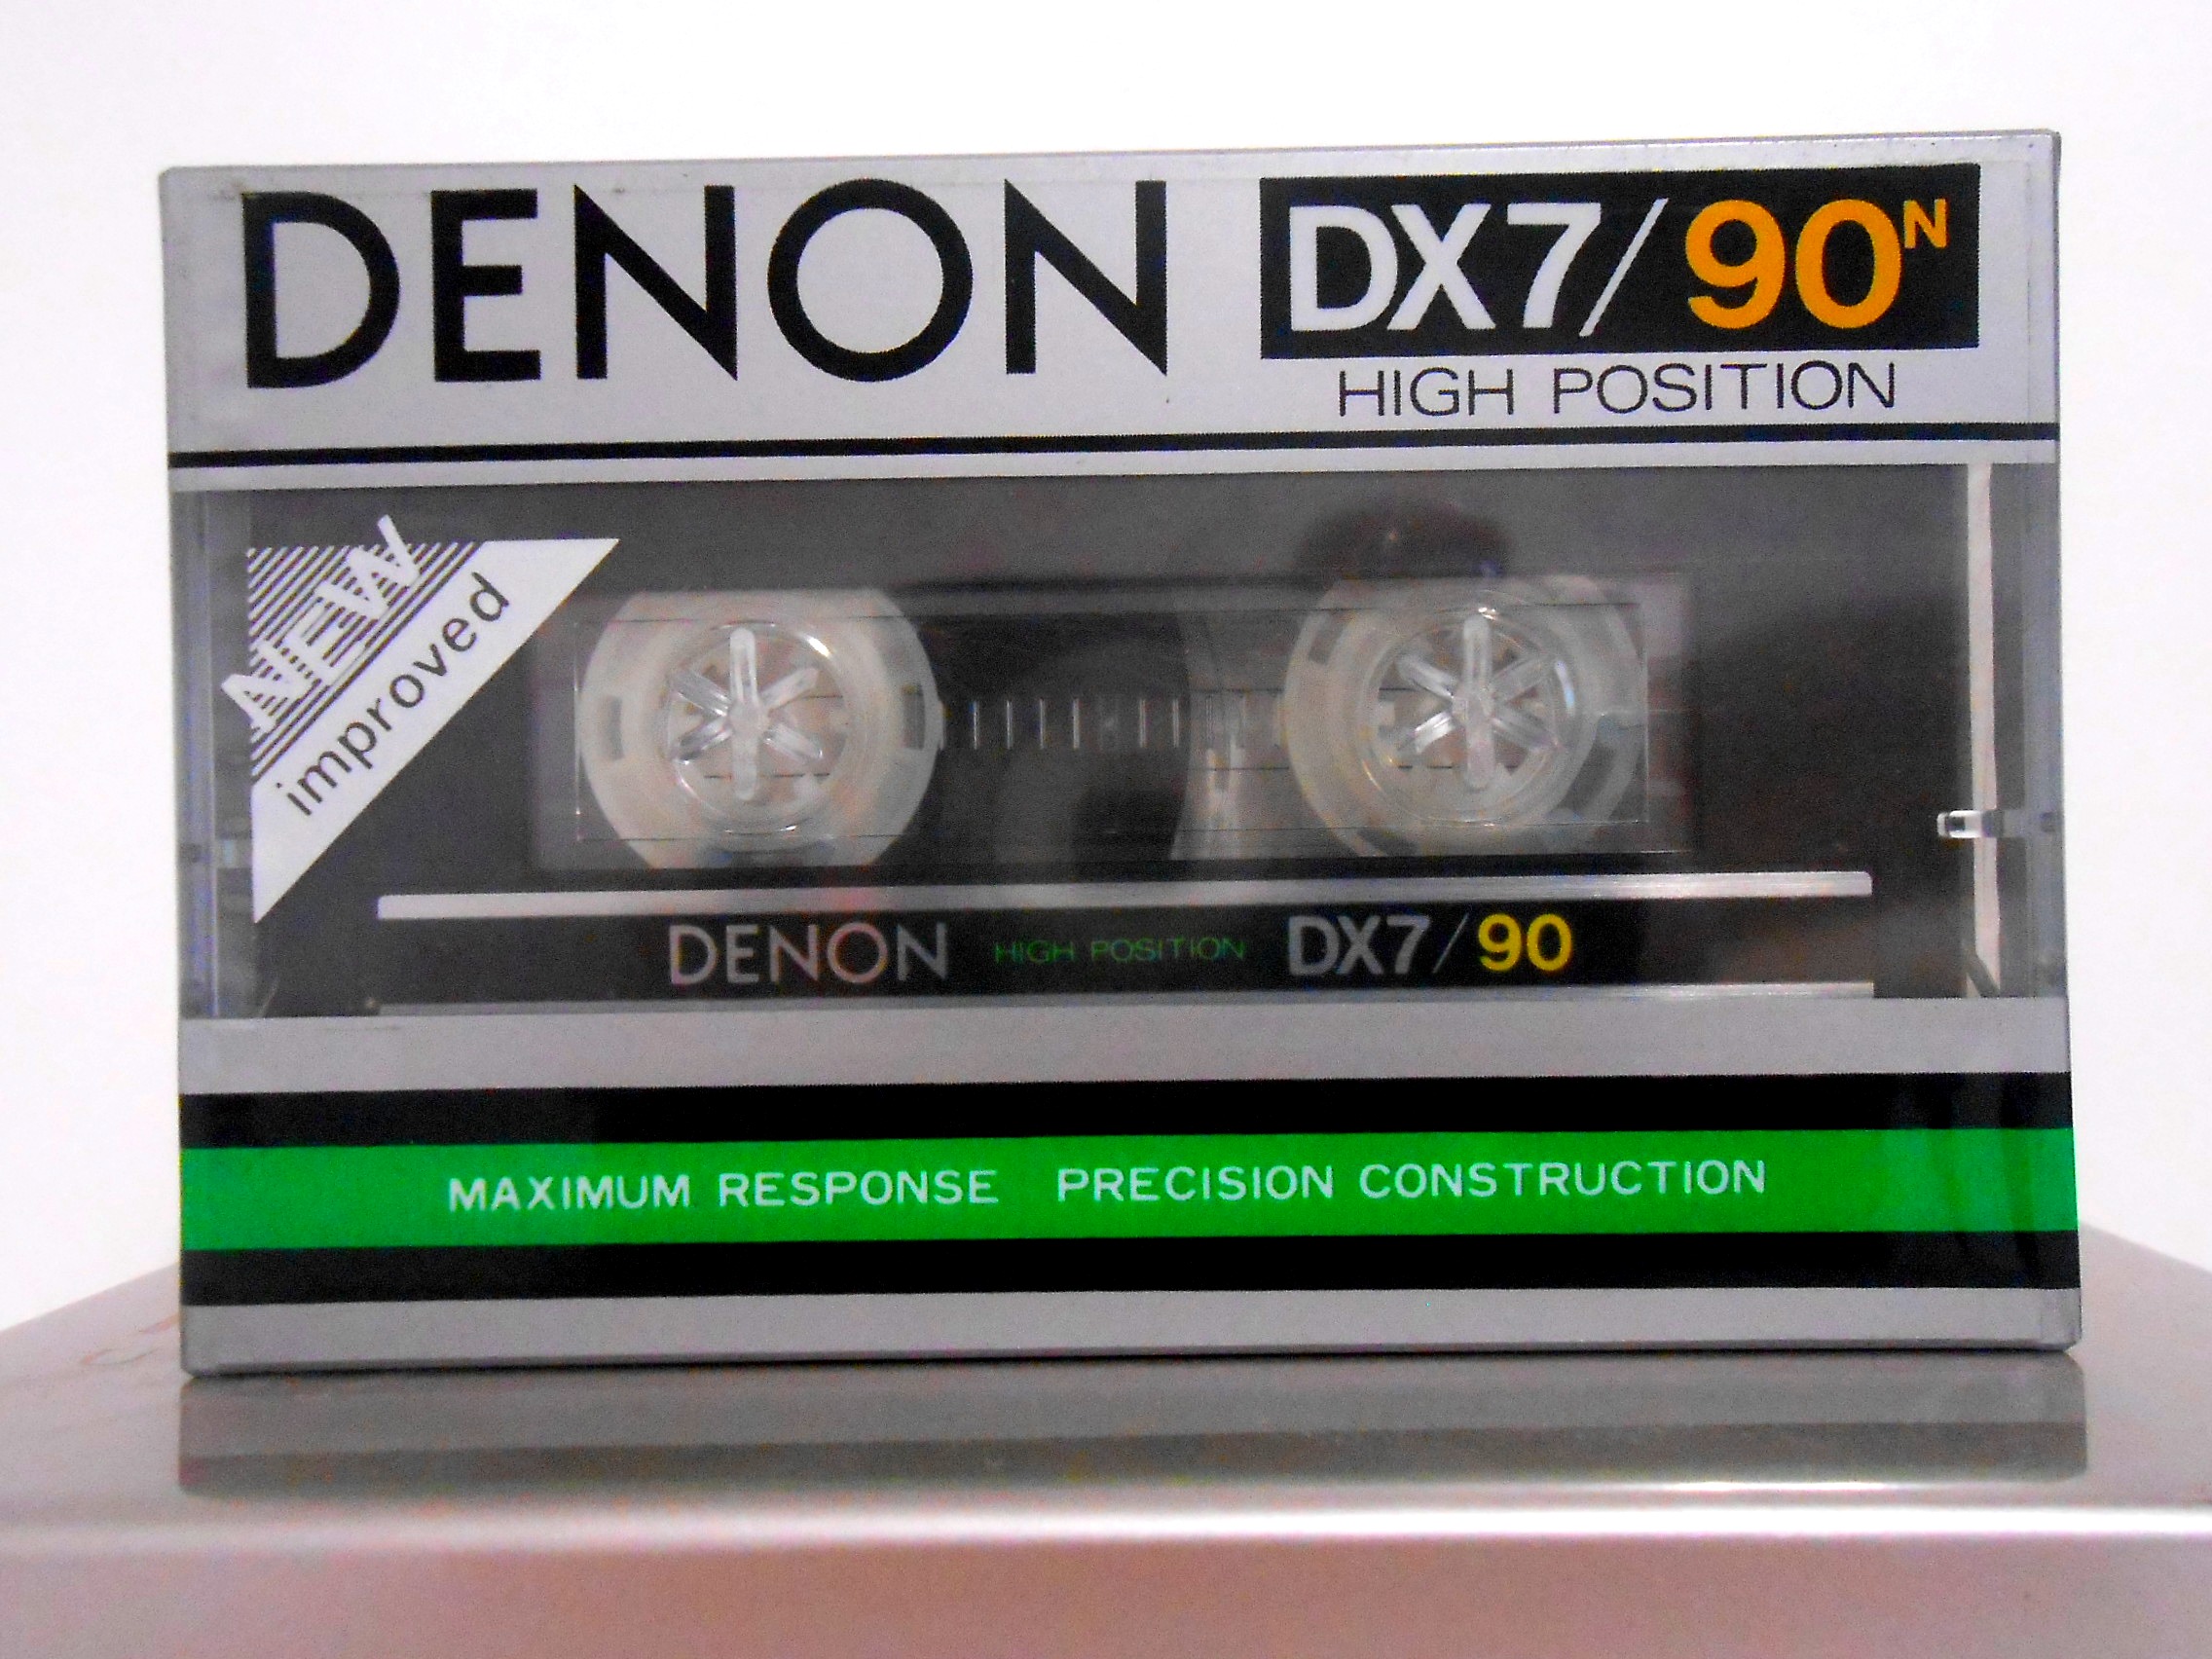 DENON DX7/90N
HIGH POSITION
NEW
improved
DENON HIGH POSITION DX7/90
MAXIMUM RESPONSE PRECISION CONSTRUCTION